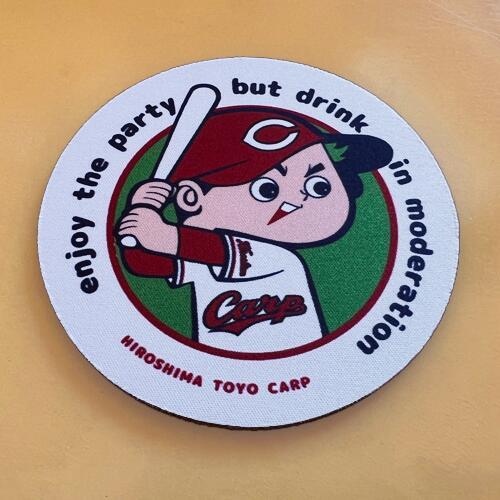 enjoy the party but drink in moderation
C
Carp
HIROSHIMA TOYO CARP